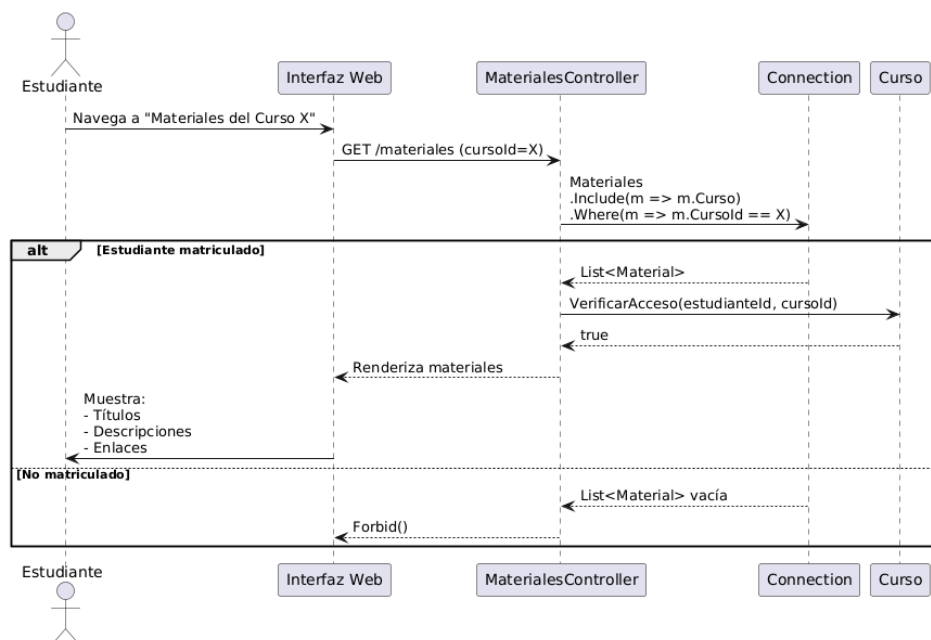 Estudiante
Interfaz Web
MaterialesController
Connection
Curso
Navega a "Materiales del Curso X"
GET /materiales (cursoId=X)
Materiales
.Include(m => m.Curso)
.Where(m => m.CursoId == X)
alt
[Estudiante matriculado]
List<Material>
VerificarAcceso(estudianteId, cursoId)
true
Renderiza materiales
Muestra:
- Títulos
- Descripciones
- Enlaces
[No matriculado]
List<Material> vacía
Forbid()
Estudiante
Interfaz Web
MaterialesController
Connection
Curso